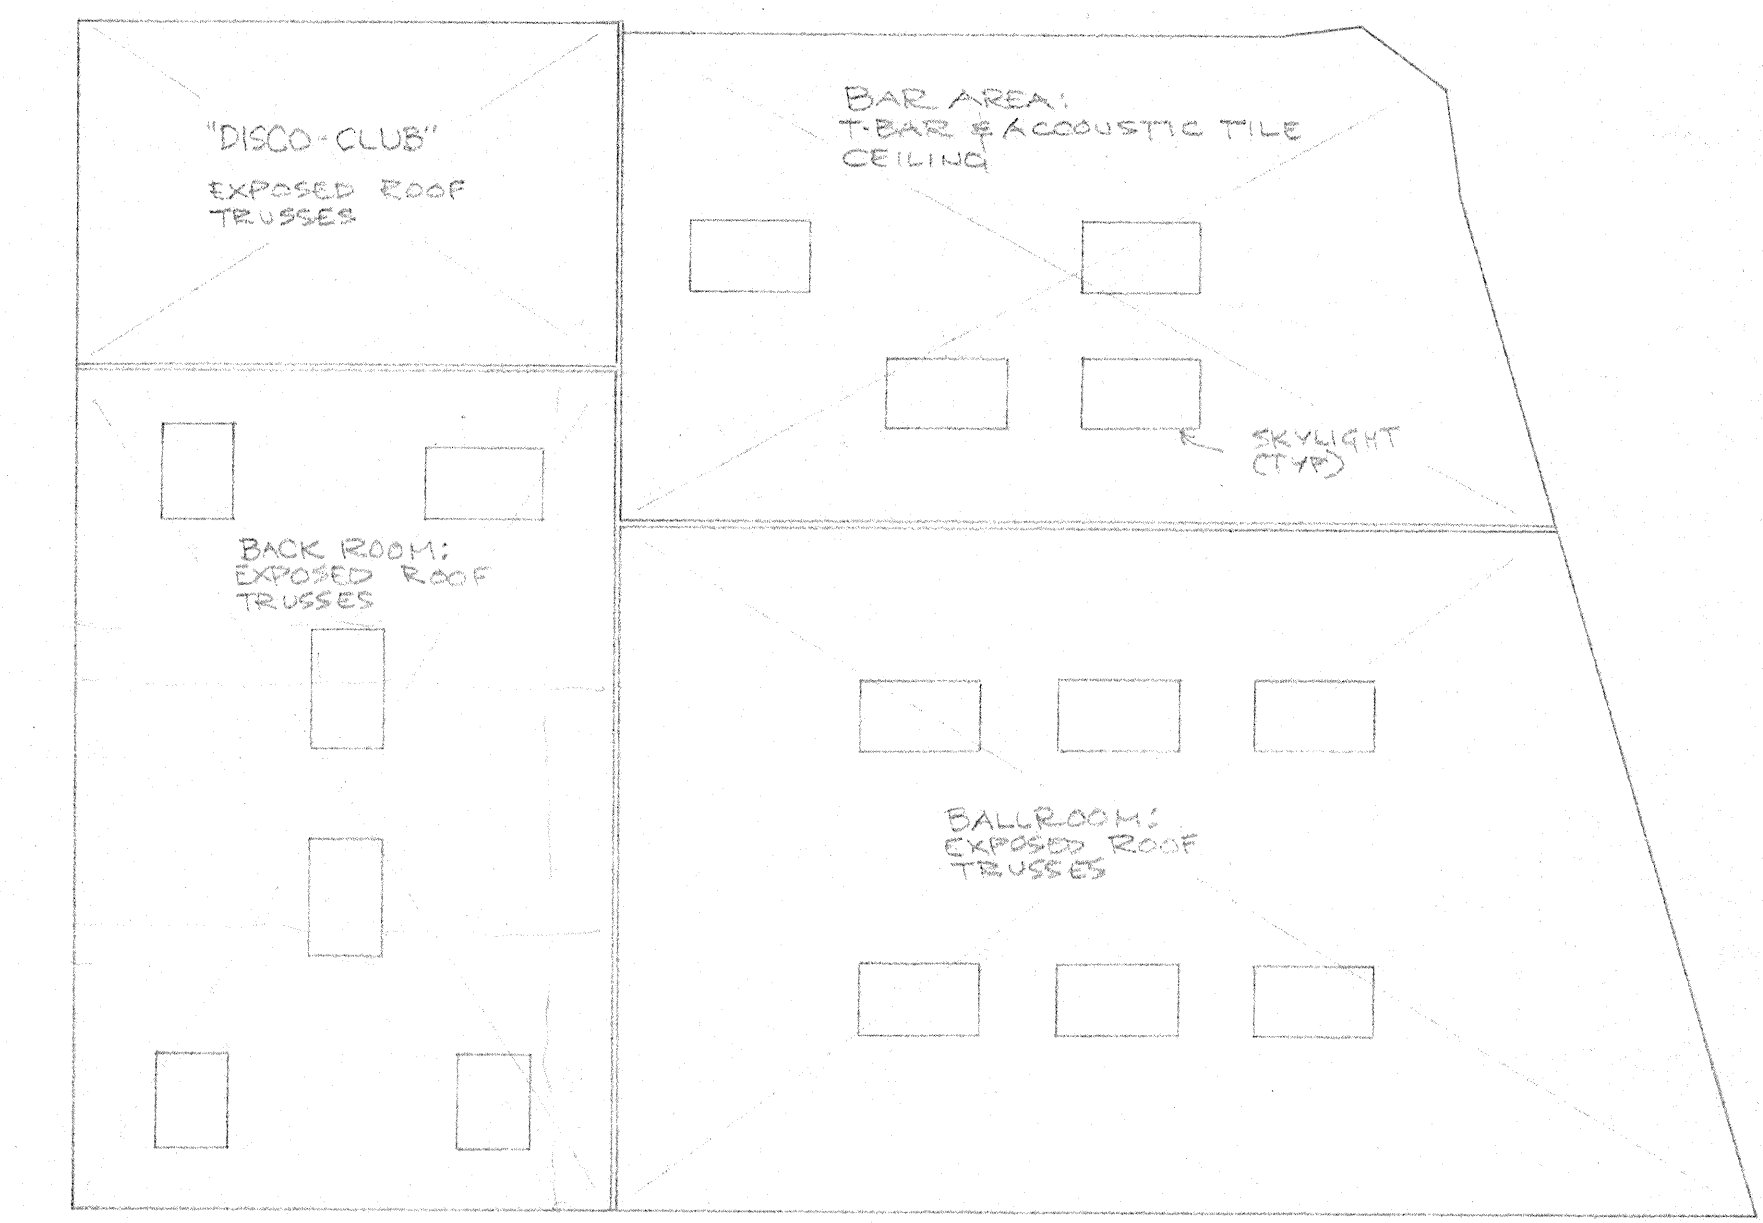 "DISCO-CLUB"
EXPOSED ROOF
TRUSSES
BAR AREA:
T-BAR & ACCOUSTIC TILE
CEILING
SKYLIGHT
(TYP)
BACK ROOM:
EXPOSED ROOF
TRUSSES
BALLROOM:
EXPOSED ROOF
TRUSSES